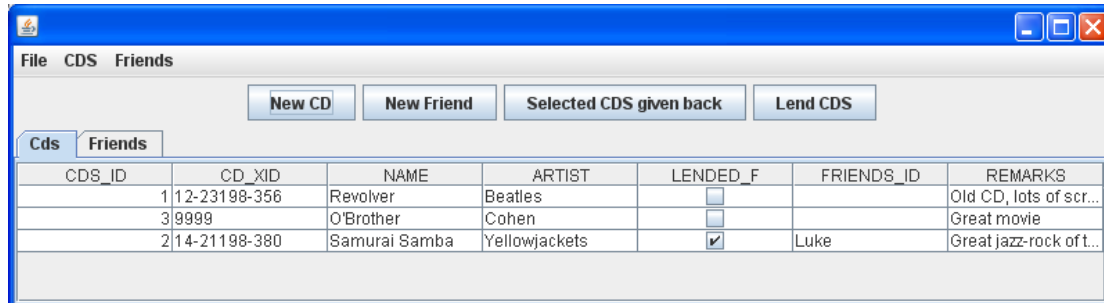 File CDS Friends
New CD New Friend Selected CDS given back Lend CDS
Cds Friends
CDS_ID CD_XID NAME ARTIST LENDED_F FRIENDS_ID REMARKS
1 12-23198-356 Revolver Beatles Old CD, lots of scr...
3 9999 O'Brother Cohen Great movie
2 14-21198-380 Samurai Samba Yellowjackets Luke Great jazz-rock of t...